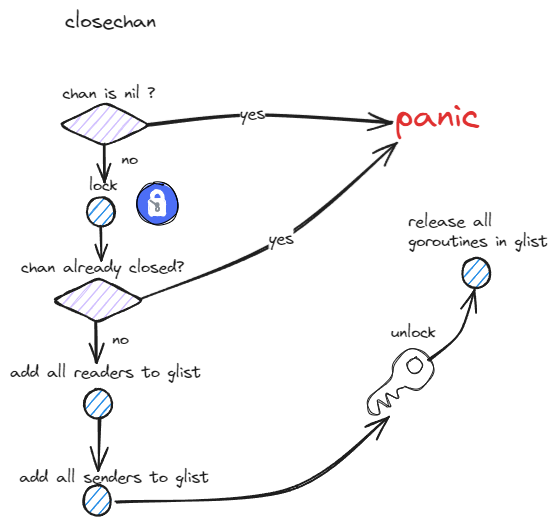 closechan
chan is nil ?
yes
panic
no
lock
release all
goroutines in glist
yes
chan already closed?
unlock
no
add all readers to glist
add all senders to glist